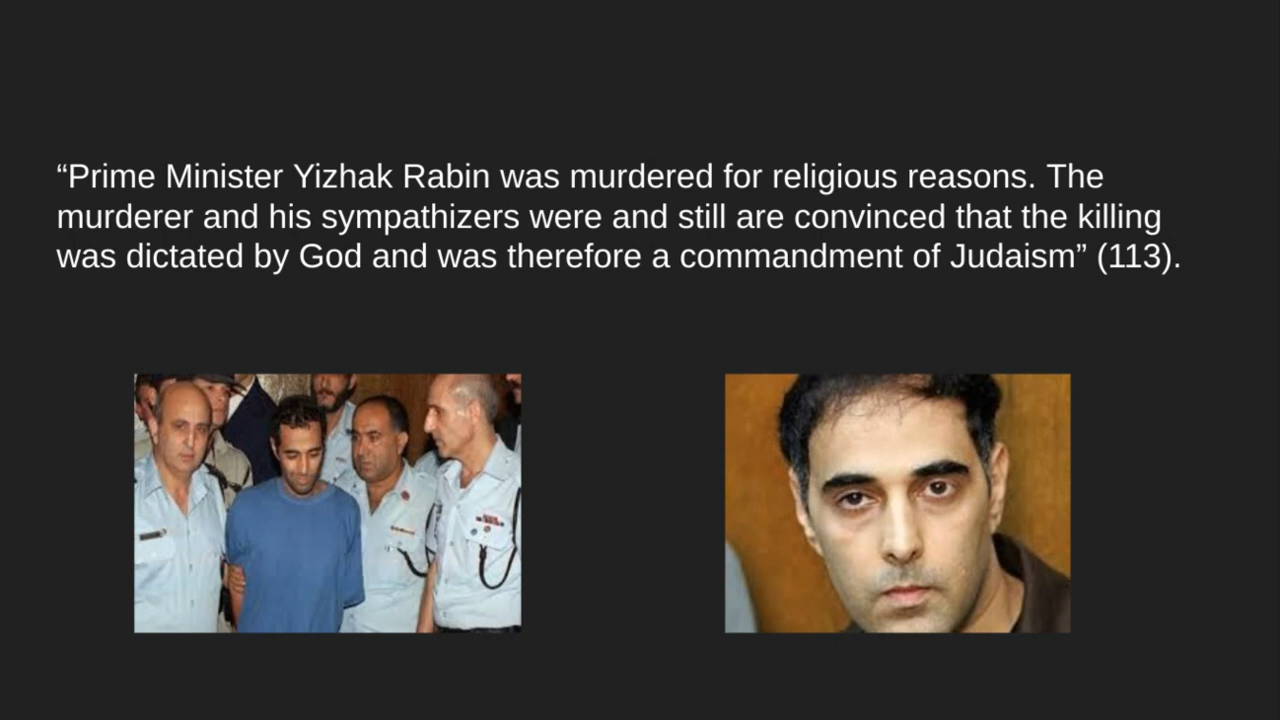 “Prime Minister Yizhak Rabin was murdered for religious reasons. The
murderer and his sympathizers were and still are convinced that the killing
was dictated by God and was therefore a commandment of Judaism” (113).